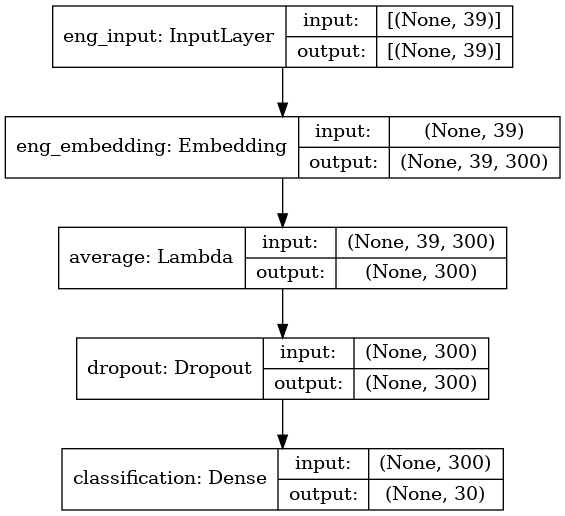 eng_input: InputLayer
input:
[(None, 39)]
output:
[(None, 39)]
eng_embedding: Embedding
input:
(None, 39)
output:
(None, 39, 300)
average: Lambda
input:
(None, 39, 300)
output:
(None, 300)
dropout: Dropout
input:
(None, 300)
output:
(None, 300)
classification: Dense
input:
(None, 300)
output:
(None, 30)